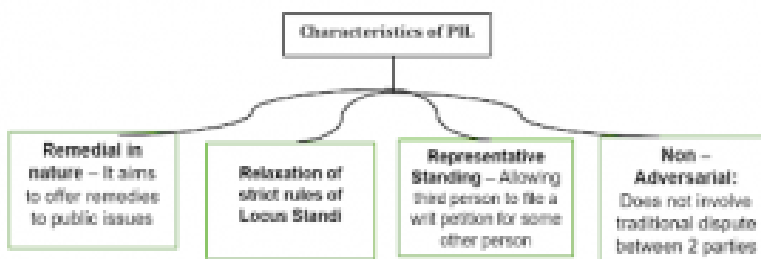 Characteristics of PIL
Remedial in
nature – It aims
to offer remedies
to public issues
Relaxation of
strict rules of
Locus Standi
Representative
Standing – Allowing
third person to file a
writ petition for some
other person
Non –
Adversarial:
Does not involve
traditional dispute
between 2 parties